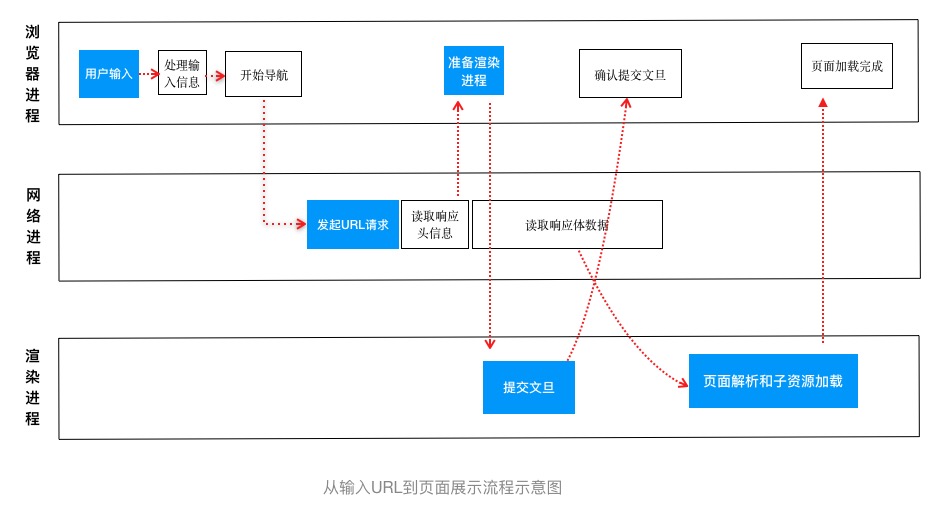 浏览器进程
用户输入
处理输
入信息
开始导航
准备渲染
进程
确认提交文旦
页面加载完成
网络进程
发起URL请求
读取响应
头信息
读取响应体数据
渲染进程
提交文旦
页面解析和子资源加载
从输入URL到页面展示流程示意图